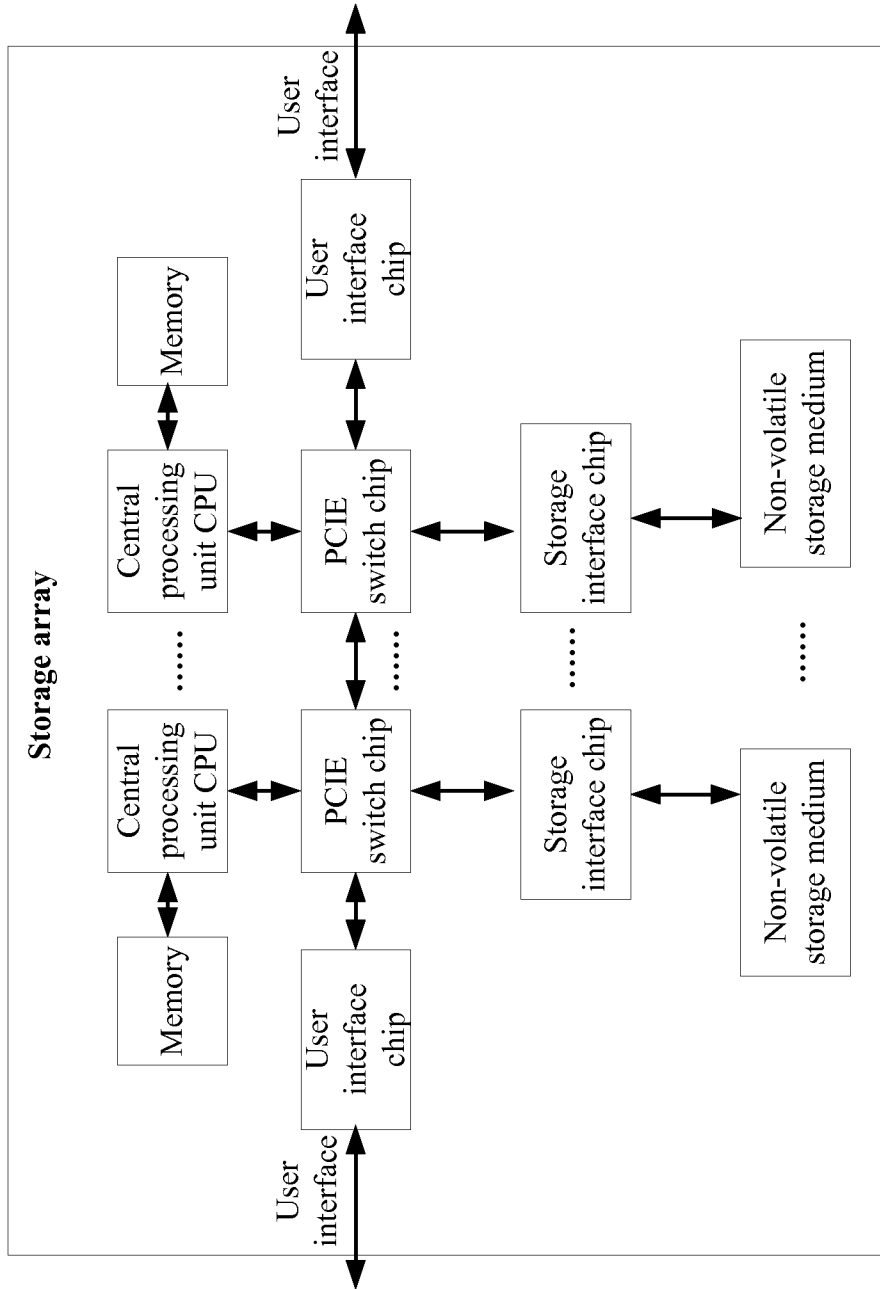 Storage array
Memory
Central
processing
unit CPU
......
Central
processing
unit CPU
Memory
User
interface
User
interface
chip
PCIE
switch chip
......
PCIE
switch chip
User
interface
chip
User
interface
Storage
interface chip
......
Storage
interface chip
Non-volatile
storage medium
......
Non-volatile
storage medium